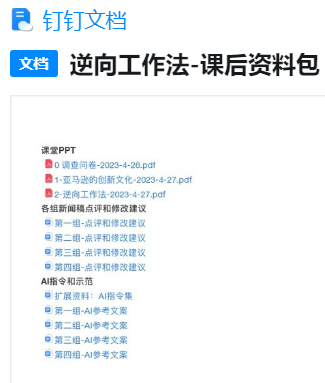 钉钉文档
文档 逆向工作法-课后资料包
课堂PPT
0 调查问卷-2023-4-26.pdf
1-亚马逊的创新文化-2023-4-27.pdf
2-逆向工作法-2023-4-27.pdf
各组新闻稿点评和修改建议
第一组-点评和修改建议
第二组-点评和修改建议
第三组-点评和修改建议
第四组-点评和修改建议
AI指令和示范
扩展资料：AI指令集
第一组-AI参考文案
第二组-AI参考文案
第三组-AI参考文案
第四组-AI参考文案